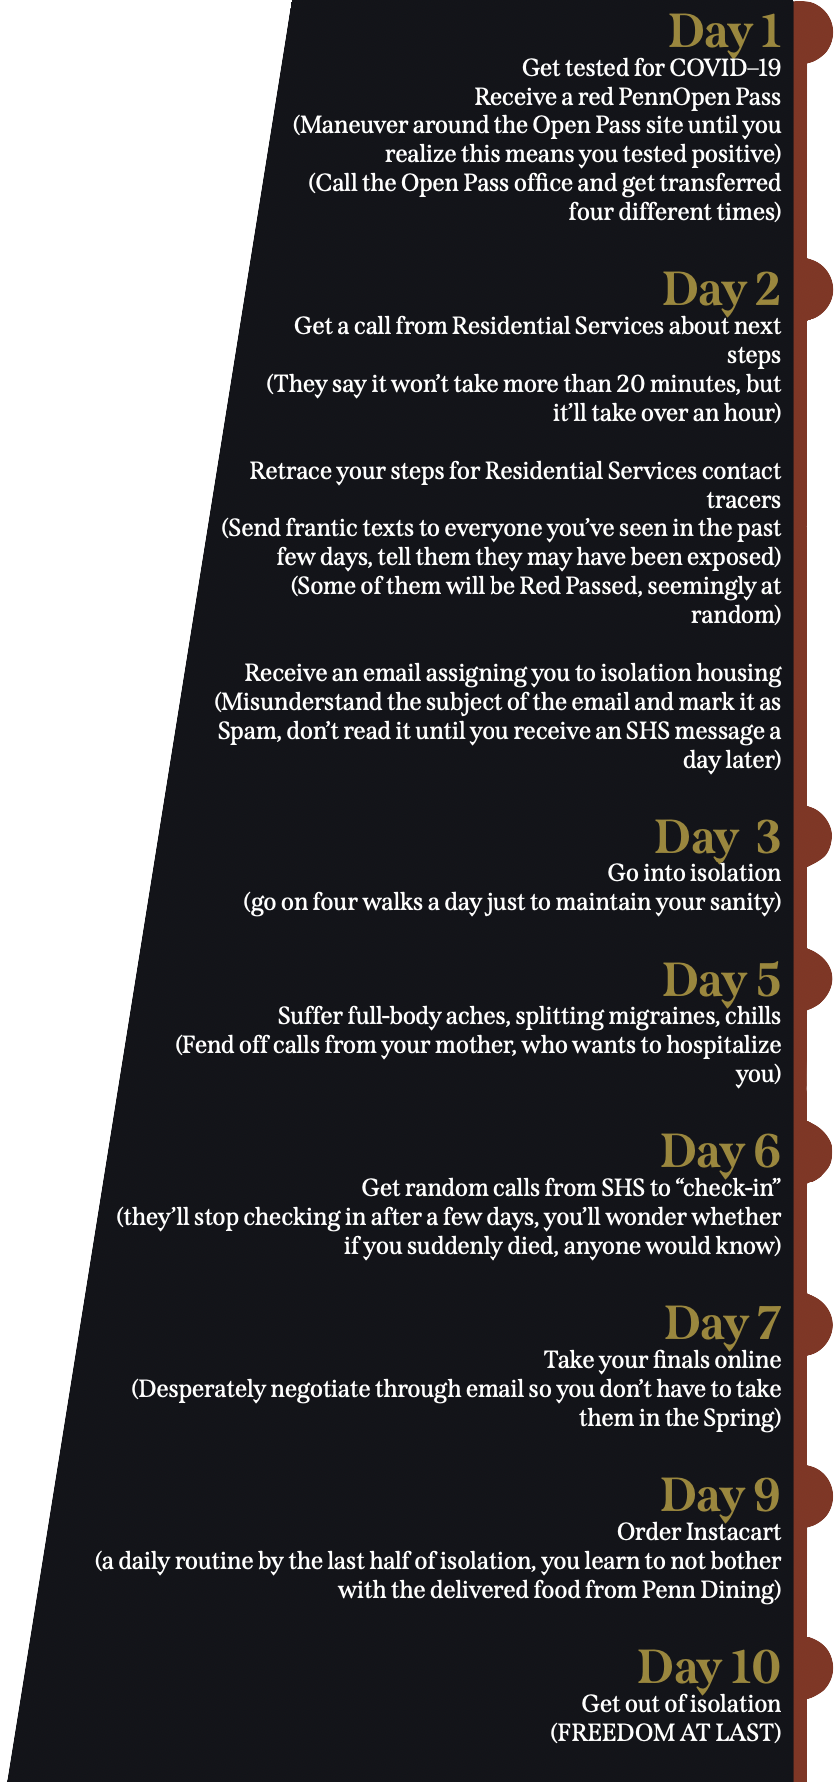 Day 1
Get tested for COVID–19
Receive a red PennOpen Pass
(Maneuver around the Open Pass site until you
realize this means you tested positive)
(Call the Open Pass office and get transferred
four different times)
Day 2
Get a call from Residential Services about next
steps
(They say it won’t take more than 20 minutes, but
it’ll take over an hour)
Retrace your steps for Residential Services contact
tracers
(Send frantic texts to everyone you’ve seen in the past
few days, tell them they may have been exposed)
(Some of them will be Red Passed, seemingly at
random)
Receive an email assigning you to isolation housing
(Misunderstand the subject of the email and mark it as
Spam, don’t read it until you receive an SHS message a
day later)
Day 3
Go into isolation
(go on four walks a day just to maintain your sanity)
Day 5
Suffer full-body aches, splitting migraines, chills
(Fend off calls from your mother, who wants to hospitalize
you)
Day 6
Get random calls from SHS to “check-in”
(they’ll stop checking in after a few days, you’ll wonder whether
if you suddenly died, anyone would know)
Day 7
Take your finals online
(Desperately negotiate through email so you don’t have to take
them in the Spring)
Day 9
Order Instacart
(a daily routine by the last half of isolation, you learn to not bother
with the delivered food from Penn Dining)
Day 10
Get out of isolation
(FREEDOM AT LAST)